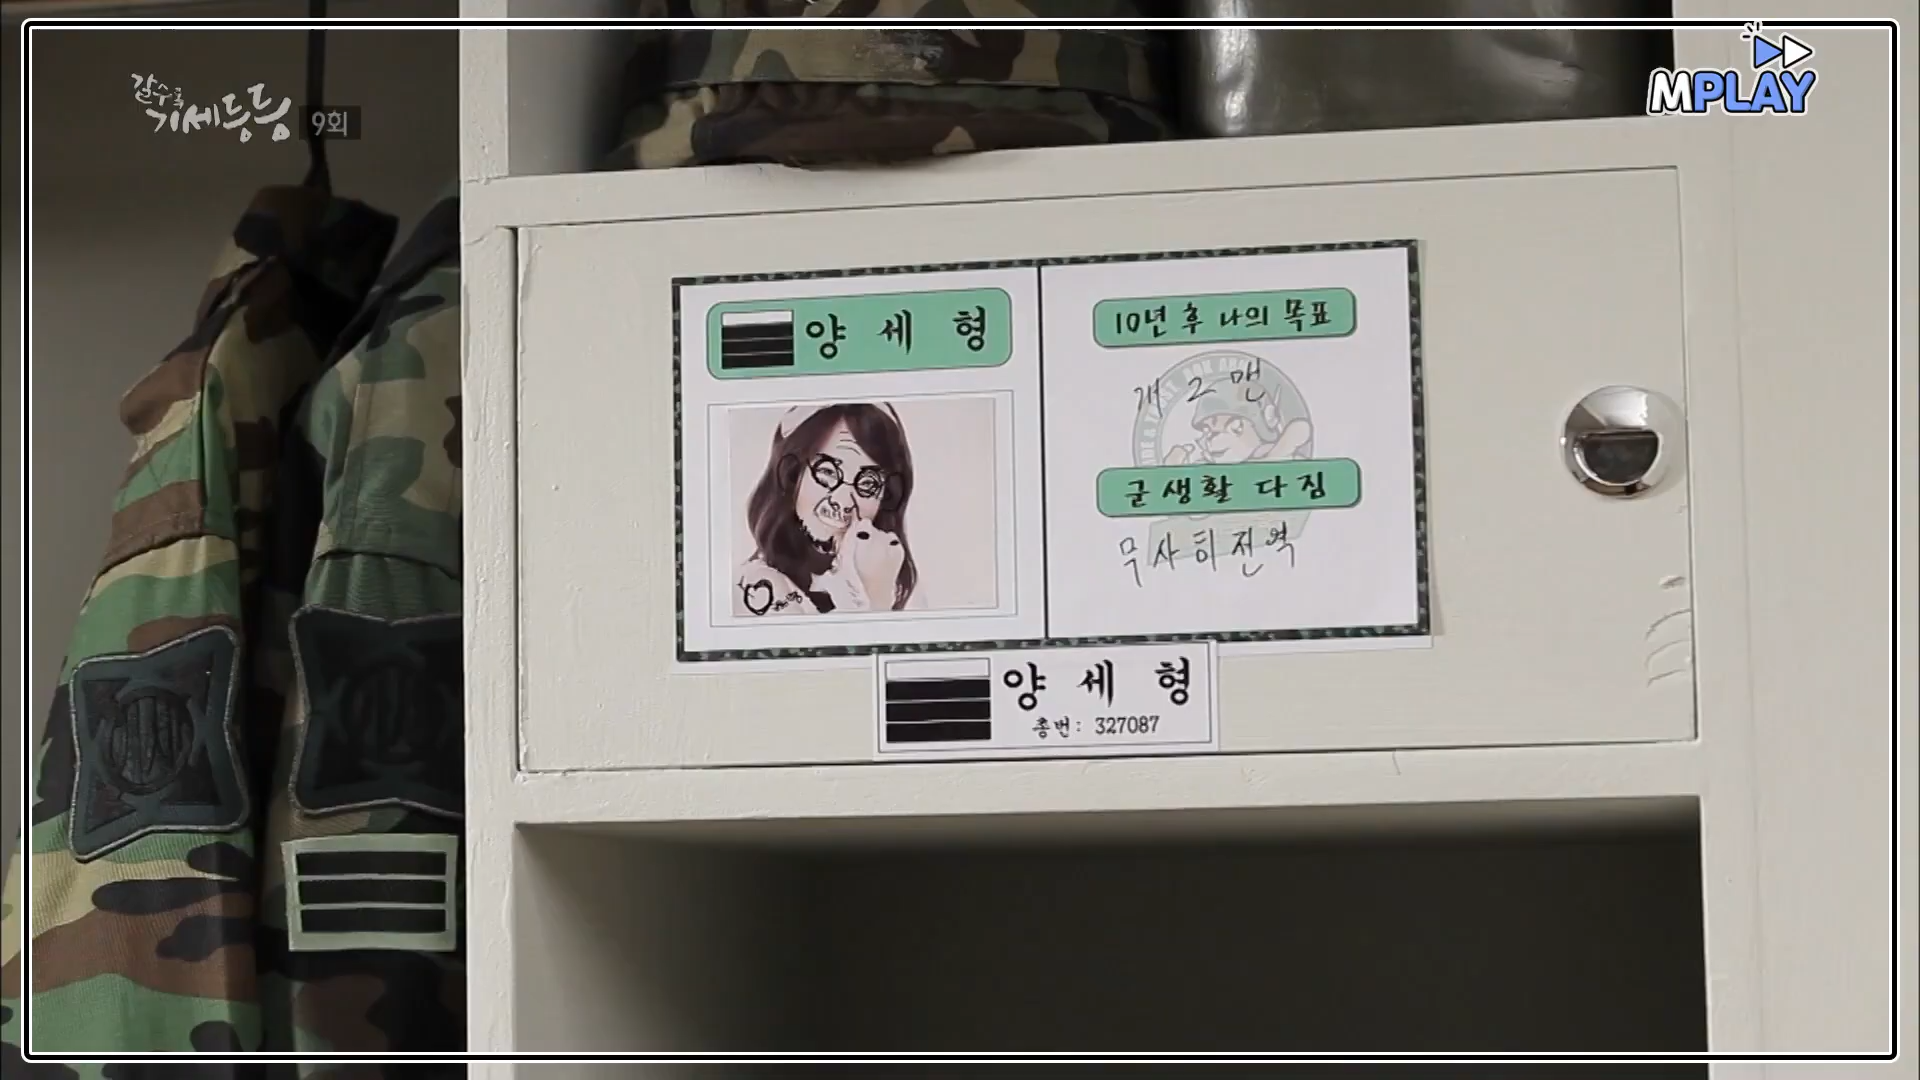 갈수록
기세등등 9회
MPLAY
양 세 형
10년 후 나의 목표
개그맨
군 생 활 다 짐
무사히 전역
양 세 형
총번: 327087